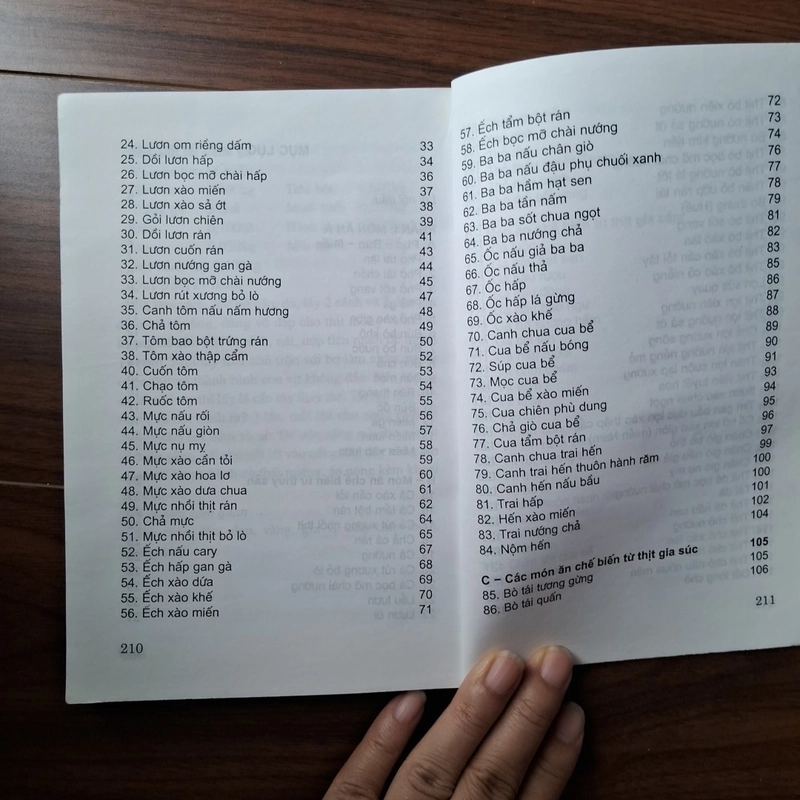 24. Lươn om riềng dấm 33
25. Dồi lươn hấp 34
26. Lươn bọc mỡ chài hấp 36
27. Lươn xào miến 37
28. Lươn xào sả ớt 38
29. Gỏi lươn chiên 39
30. Dồi lươn rán 41
31. Lươn cuốn rán 43
32. Lươn nướng gan gà 44
33. Lươn bọc mỡ chài nướng 45
34. Lươn rút xương bỏ lò 47
35. Canh tôm nấu nấm hương 48
36. Chả tôm 49
37. Tôm bao bột trứng rán 50
38. Tôm xào thập cẩm 52
40. Cuốn tôm 53
41. Chạo tôm 54
42. Ruốc tôm 55
43. Mực nấu rối 56
44. Mực nấu giòn 57
45. Mực nụ mỵ 58
46. Mực xào cần tỏi 59
47. Mực xào hoa lơ 60
48. Mực xào dưa chua 61
49. Mực nhồi thịt rán 62
50. Chả mực 64
51. Mực nhồi thịt bỏ lò 65
52. Ếch nấu cary 67
53. Ếch hấp gan gà 68
54. Ếch xào dứa 69
55. Ếch xào khế 70
56. Ếch xào miến 71
210
57. Ếch tẩm bột rán 72
58. Ếch bọc mỡ chài nướng 73
59. Ba ba nấu chân giò 74
60. Ba ba nấu đậu phụ chuối xanh 76
61. Ba ba hầm hạt sen 77
62. Ba ba tần nấm 78
63. Ba ba sốt chua ngọt 79
64. Ba ba nướng chả 81
65. Ốc nấu giả ba ba 82
66. Ốc nấu thả 83
67. Ốc hấp 85
68. Ốc hấp lá gừng 86
69. Ốc xào khế 87
70. Canh chua cua bể 88
71. Cua bể nấu bóng 89
72. Súp cua bể 90
73. Mọc cua bể 91
74. Cua bể xào miến 93
75. Cua chiên phù dung 94
76. Chả giò cua bể 95
77. Cua tẩm bột rán 96
78. Canh chua trai hến 97
79. Canh trai hến thuôn hành răm 99
80. Canh hến nấu bầu 100
81. Trai hấp 100
82. Hến xào miến 101
83. Trai nướng chả 102
84. Nộm hến 104
C – Các món ăn chế biến từ thịt gia súc 105
85. Bò tái tương gừng 105
86. Bò tái quấn 106
211